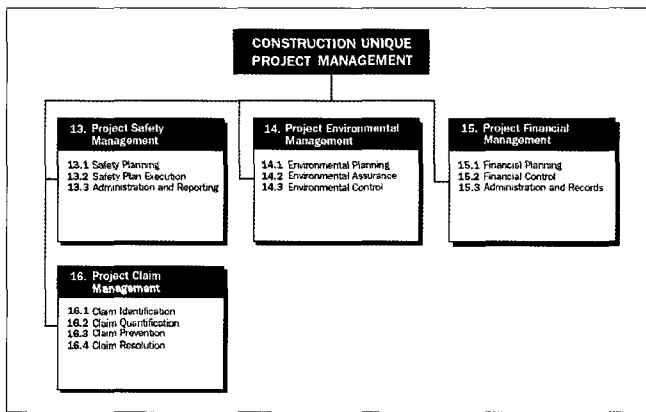 CONSTRUCTION UNIQUE
PROJECT MANAGEMENT
13. Project Safety
Management
13.1 Safety Planning
13.2 Safety Plan Execution
13.3 Administration and Reporting
14. Project Environmental
Management
14.1 Environmental Planning
14.2 Environmental Assurance
14.3 Environmental Control
15. Project Financial
Management
15.1 Financial Planning
15.2 Financial Control
15.3 Administration and Records
16. Project Claim
Management
16.1 Claim Identification
16.2 Claim Quantification
16.3 Claim Prevention
16.4 Claim Resolution